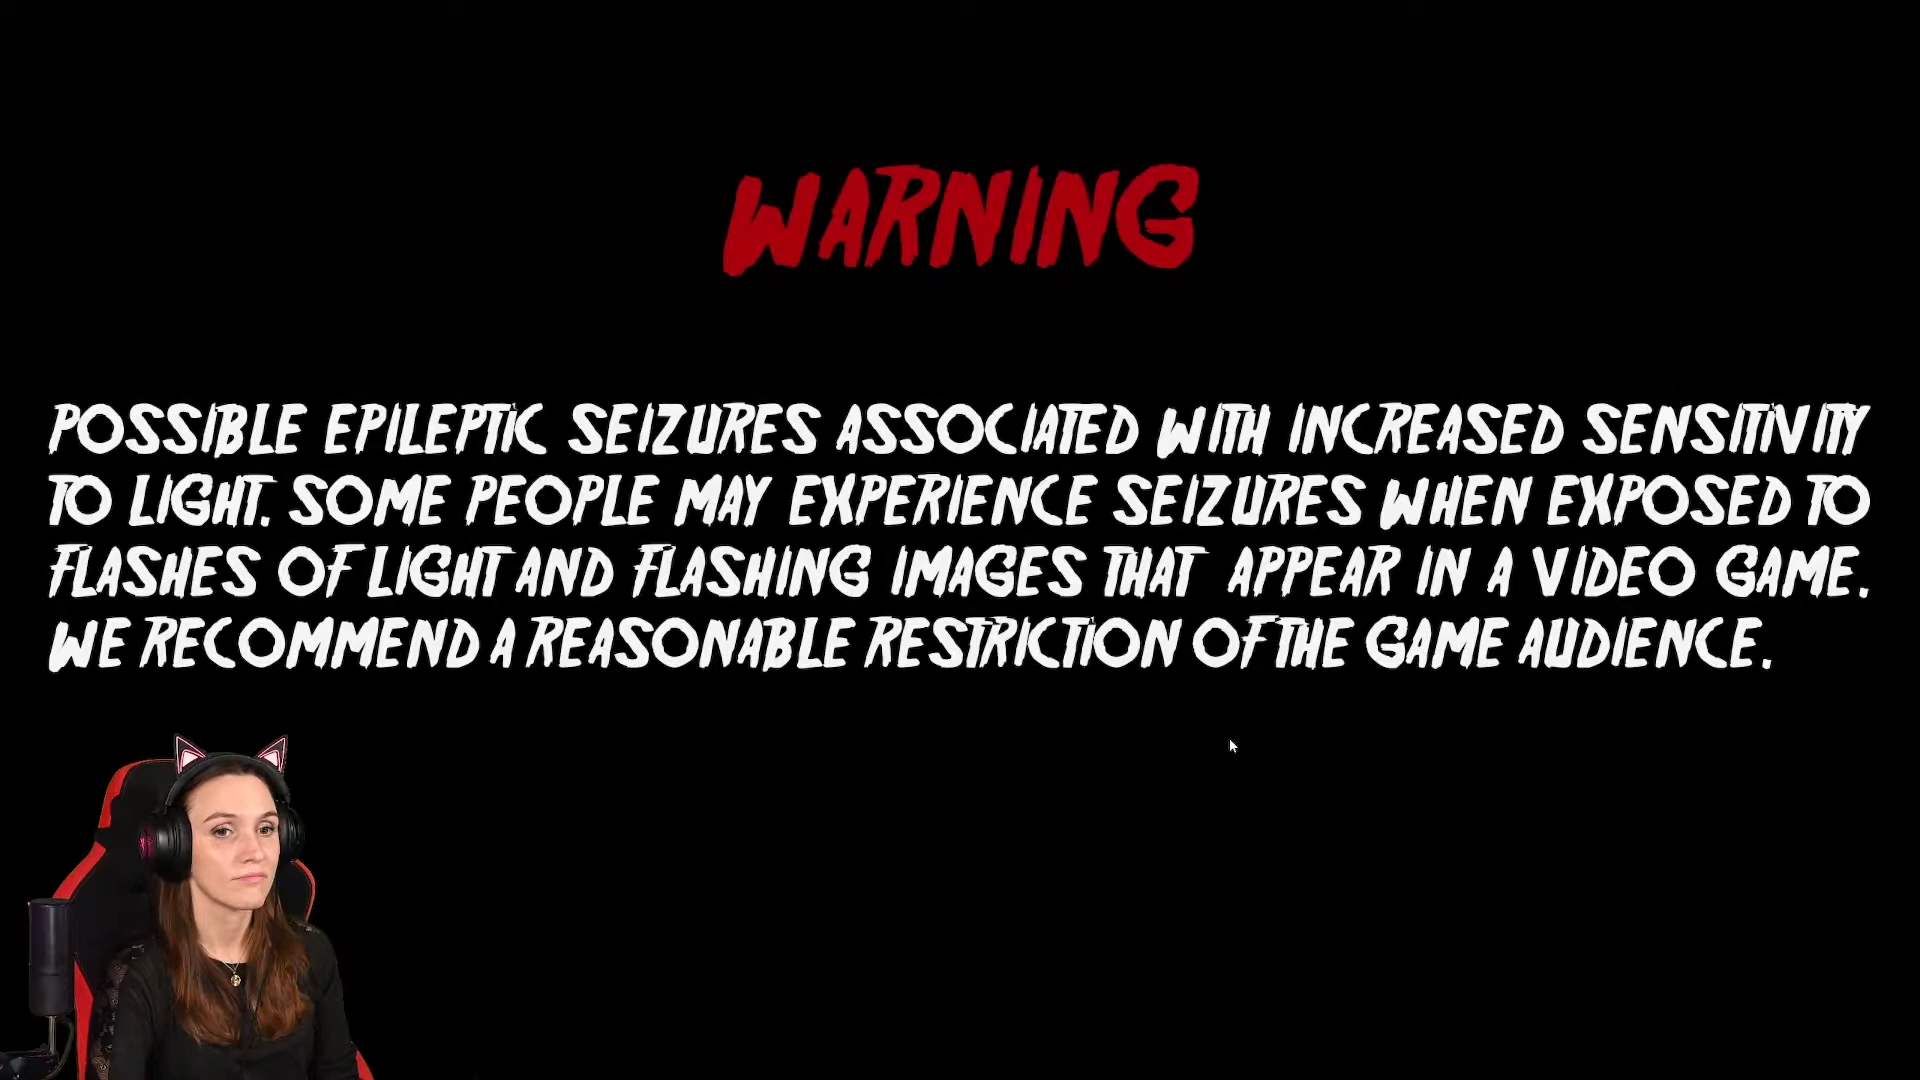 WARNING
POSSIBLE EPILEPTIC SEIZURES ASSOCIATED WITH INCREASED SENSITIVITY
TO LIGHT. SOME PEOPLE MAY EXPERIENCE SEIZURES WHEN EXPOSED TO
FLASHES OF LIGHT AND FLASHING IMAGES THAT APPEAR IN A VIDEO GAME.
WE RECOMMEND A REASONABLE RESTRICTION OF THE GAME AUDIENCE.